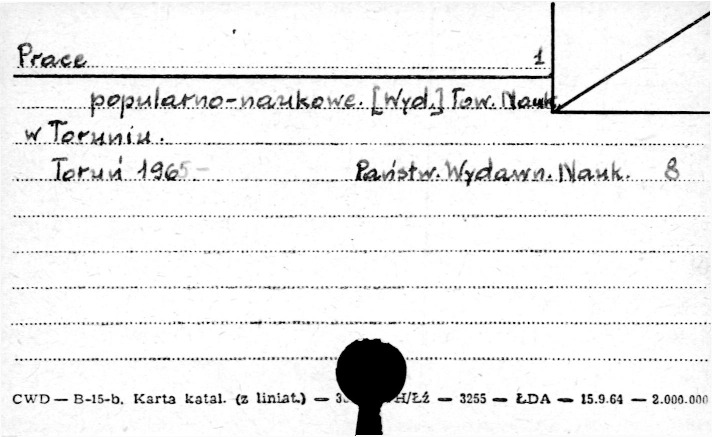 Prace 1
popularno-naukowe. [Wyd.] Tow. Nauk.
w Toruniu.
Toruń 1965- Państw. Wydawn. Nauk. 8
CWD — B-15-b. Karta katal. (z liniat.) — H/Łź — 3255 — ŁDA — 15.9.64 — 2.000.000